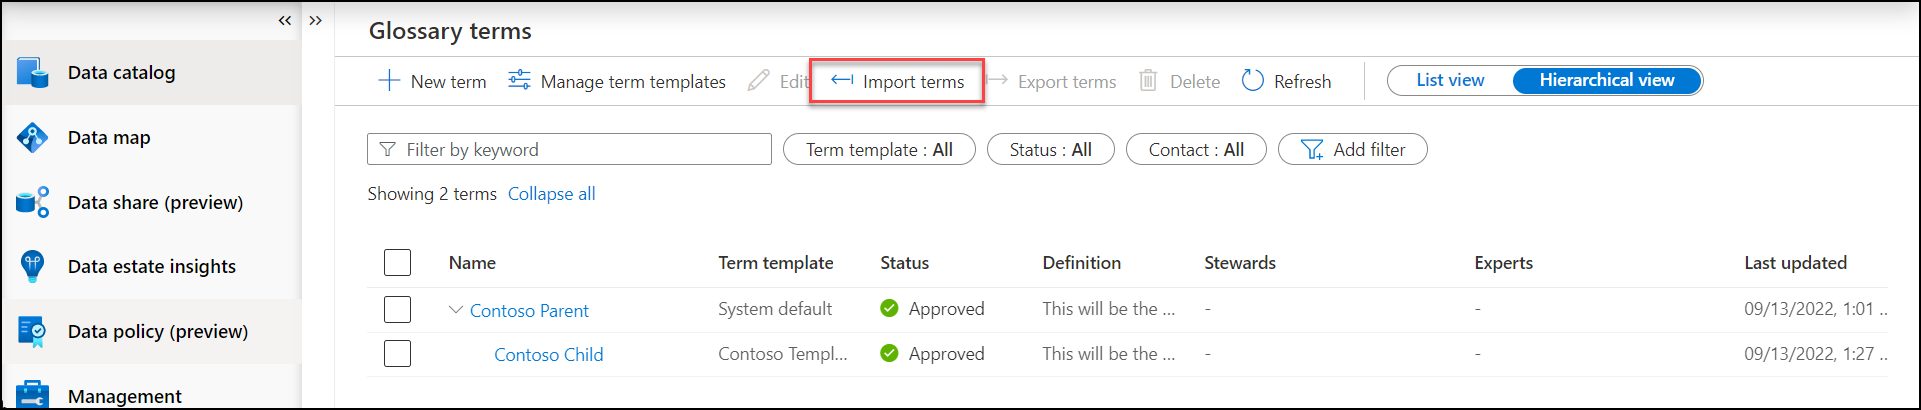 Glossary terms
New term Manage term templates Edit Import terms Export terms Delete Refresh List view Hierarchical view
Data catalog
Data map
Data share (preview)
Data estate insights
Data policy (preview)
Management
Filter by keyword Term template : All Status : All Contact : All Add filter
Showing 2 terms Collapse all
Name Term template Status Definition Stewards Experts Last updated
Contoso Parent System default Approved This will be the ... - - 09/13/2022, 1:01 ..
Contoso Child Contoso Templ... Approved This will be the ... - - 09/13/2022, 1:27 ..